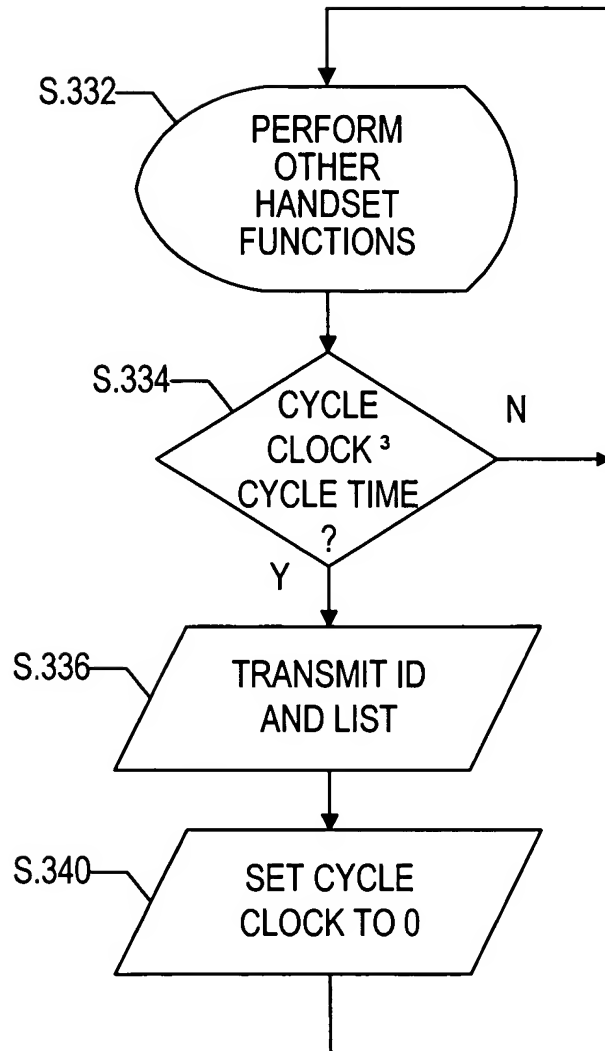 S.332
PERFORM
OTHER
HANDSET
FUNCTIONS
S.334
CYCLE
CLOCK ³
CYCLE TIME
?
N
Y
S.336
TRANSMIT ID
AND LIST
S.340
SET CYCLE
CLOCK TO 0